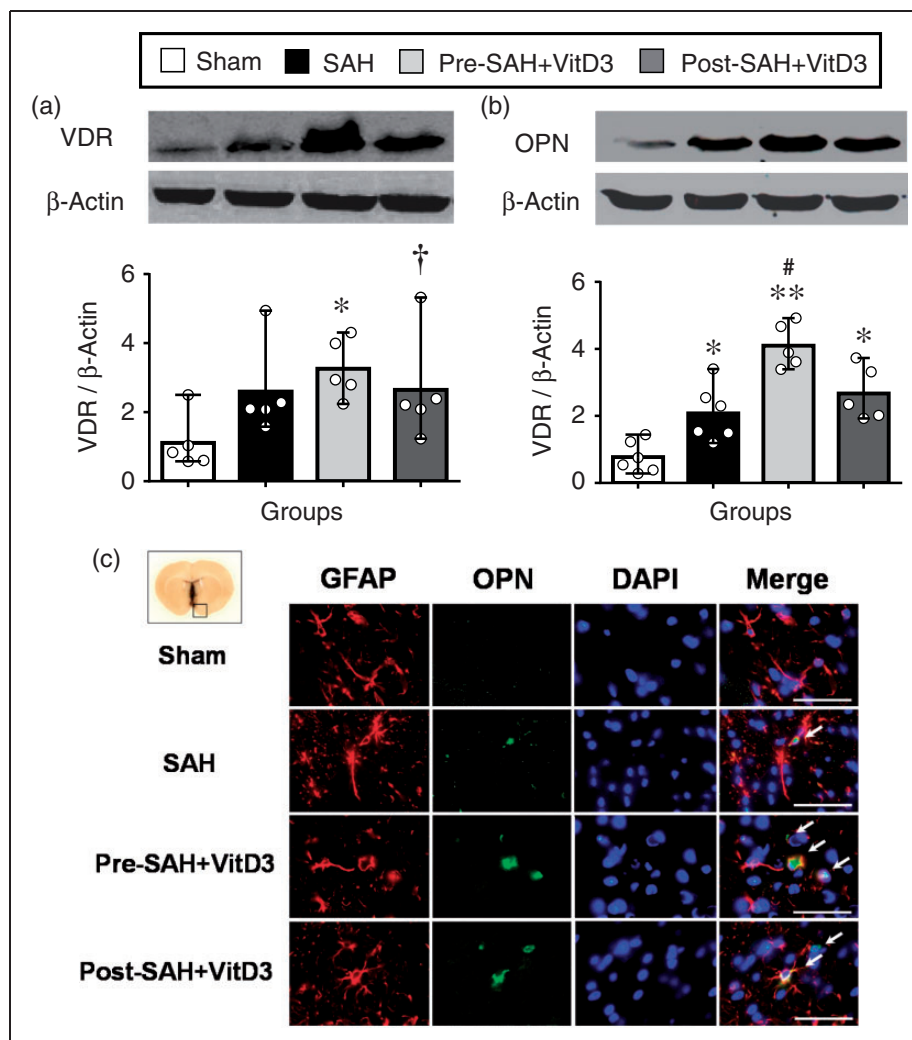 Sham SAH Pre-SAH+VitD3 Post-SAH+VitD3
(a)
VDR
β-Actin
†
*
6
4
2
0
VDR / β-Actin
Groups
(b)
OPN
β-Actin
#
**
*
*
6
4
2
0
VDR / β-Actin
Groups
(c)
GFAP OPN DAPI Merge
Sham
SAH
Pre-SAH+VitD3
Post-SAH+VitD3